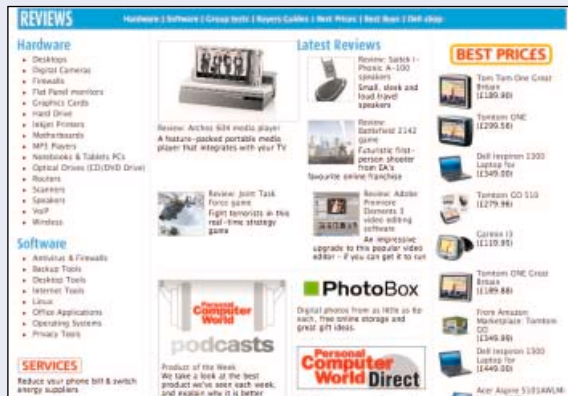 REVIEWS
Hardware | Software | Group tests | Buyers Guides | Best Prices | Best Buys | Dell shop
Hardware
Desktops
Digital Cameras
Firewalls
Flat Panel monitors
Graphics Cards
Hard Drive
Inkjet Printers
Motherboards
MP3 Players
Notebooks & Tablets PCs
Optical Drives (CD/DVD Drive)
Routers
Scanners
Speakers
VoIP
Wireless
Software
Antivirus & Firewalls
Backup Tools
Desktop Tools
Internet Tools
Linux
Office Applications
Operating Systems
Privacy Tools
SERVICES
Reduce your phone bill & switch
energy suppliers
Review: Archos 604 media player
A feature-packed portable media
player that integrates with your TV
Review: Joint Task
Force game
Fight terrorists in this
real-time strategy
game
Personal
Computer
World
podcasts
Product of the Week
We take a look at the best
product we've seen each week,
and explain why it is better
Latest Reviews
Review: Saitek I-
Phonic A-100
speakers
Small, sleek and
loud travel
speakers
Review:
Battlefield 2142
game
Futuristic first-
person shooter
from EA's
favourite online franchise
Review: Adobe
Premiere
Elements 3
video editing
software
An impressive
upgrade to this popular video
editor - if you can get it to run
PhotoBox
Digital photos from as little as
each, free online storage and
great gift ideas.
Personal
Computer
World Direct
BEST PRICES
Tom Tom One Great
Britain
(£189.90)
Tomtom ONE
(£299.56)
Dell Inspiron 1300
Laptop for
(£349.00)
Tomtom GO 510
(£279.96)
Garmin i3
(£119.95)
Tomtom ONE Great
Britain
(£189.88)
From Amazon
Marketplace: Tomtom
GO
(£349.99)
Dell Inspiron 1300
Laptop for
(£449.00)
Acer Aspire 5101AWLMi